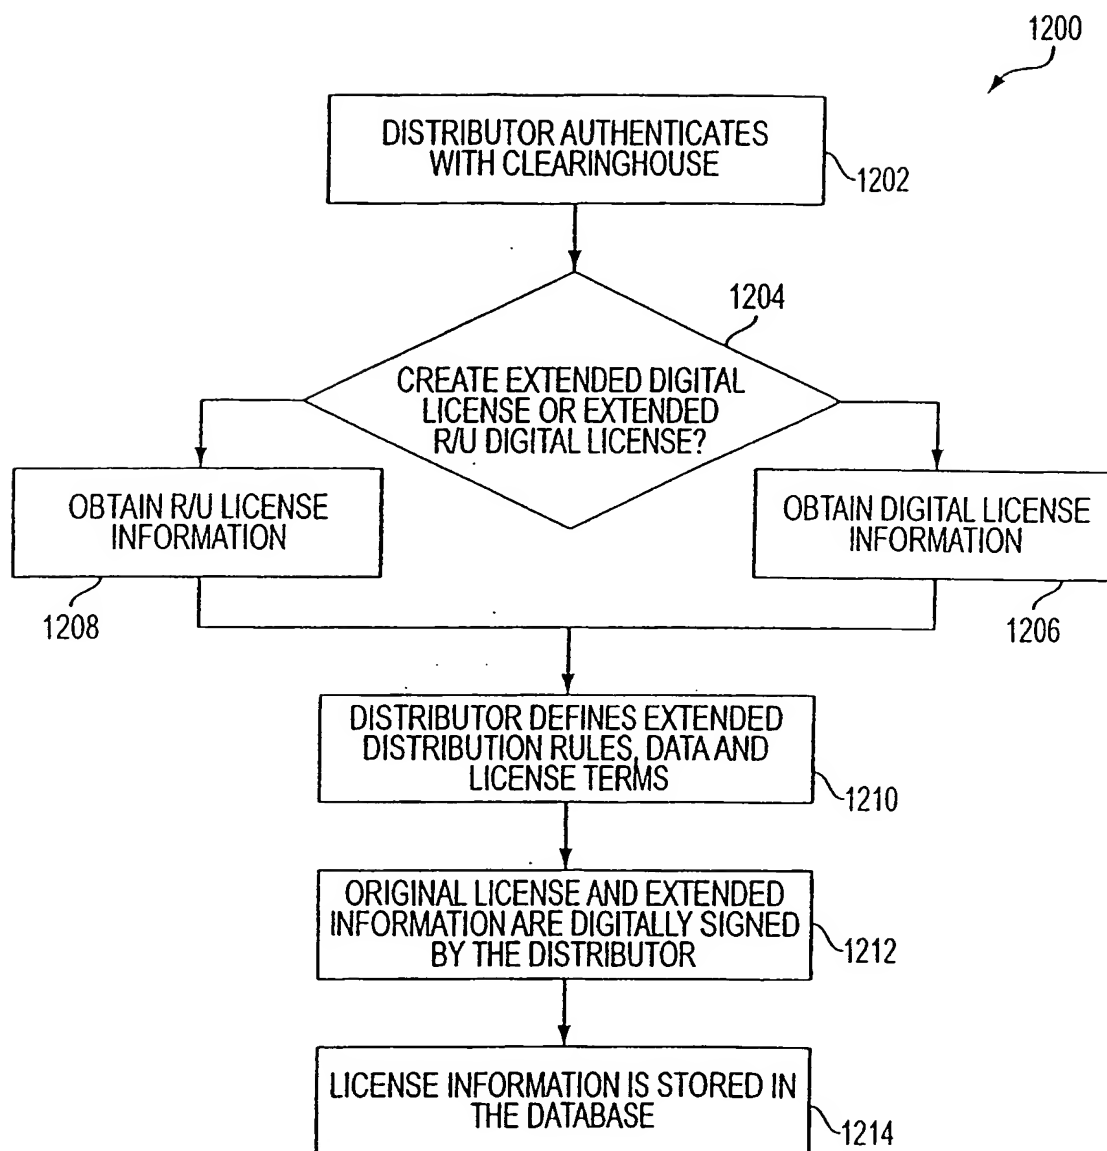 1200
DISTRIBUTOR AUTHENTICATES
WITH CLEARINGHOUSE
1202
1204
CREATE EXTENDED DIGITAL
LICENSE OR EXTENDED
R/U DIGITAL LICENSE?
OBTAIN R/U LICENSE
INFORMATION
1208
OBTAIN DIGITAL LICENSE
INFORMATION
1206
DISTRIBUTOR DEFINES EXTENDED
DISTRIBUTION RULES, DATA AND
LICENSE TERMS
1210
ORIGINAL LICENSE AND EXTENDED
INFORMATION ARE DIGITALLY SIGNED
BY THE DISTRIBUTOR
1212
LICENSE INFORMATION IS STORED IN
THE DATABASE
1214